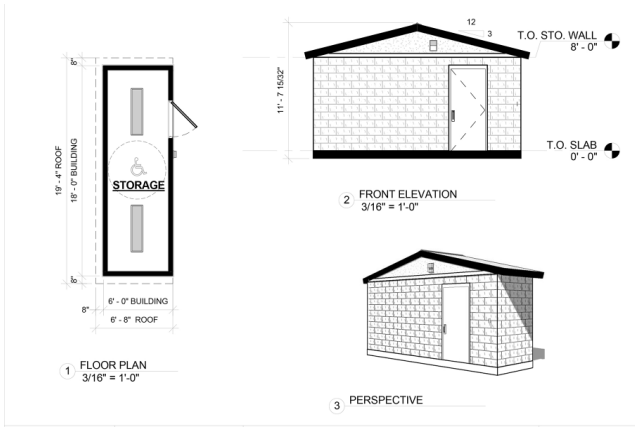 8"
19' - 4" ROOF
18' - 0" BUILDING
STORAGE
8"
6' - 0" BUILDING
8"
6' - 8" ROOF
1
FLOOR PLAN
3/16" = 1'-0"
12
3
T.O. STO. WALL
8' - 0"
11' - 7 15/32"
T.O. SLAB
0' - 0"
2
FRONT ELEVATION
3/16" = 1'-0"
3
PERSPECTIVE